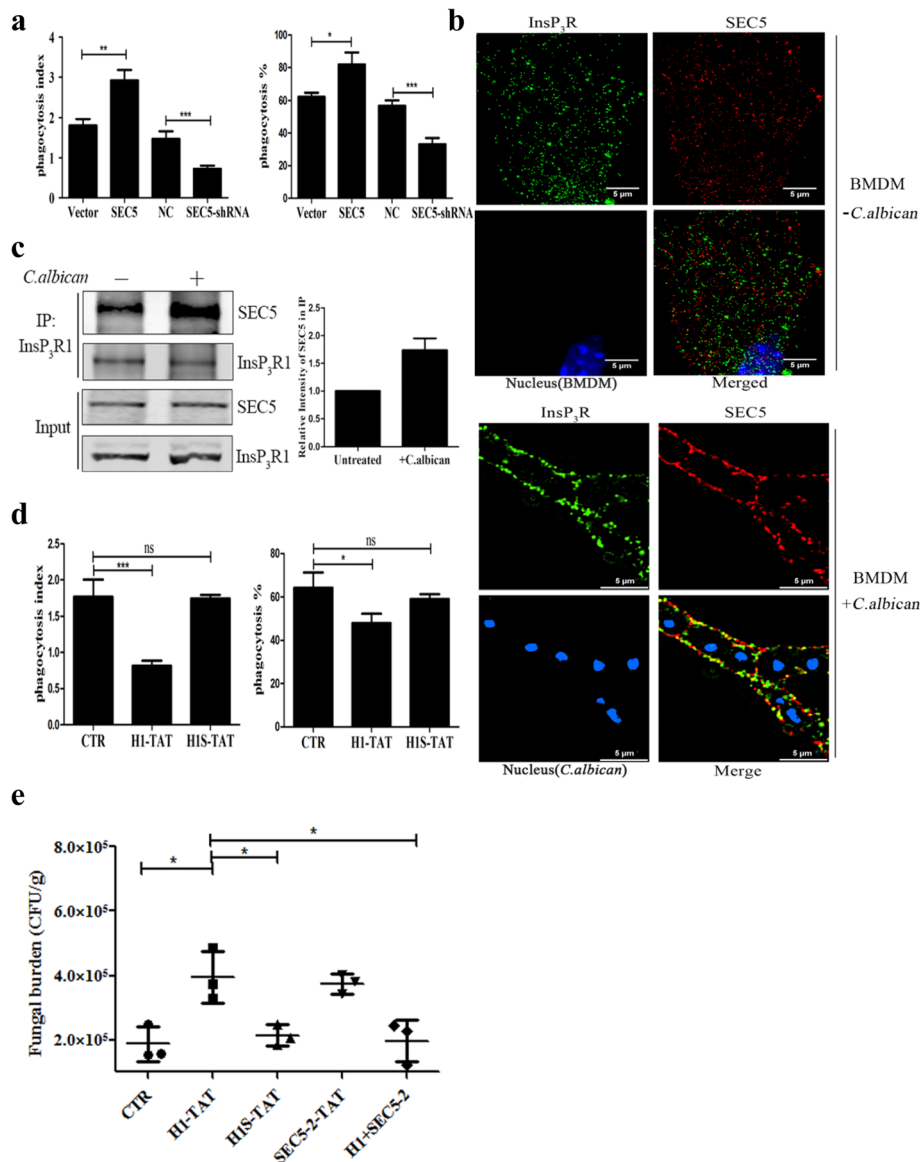 a
phagocytosis index
4
3
2
1
0
**
***
Vector SEC5 NC SEC5-shRNA
phagocytosis %
100
80
60
40
20
0
*
***
Vector SEC5 NC SEC5-shRNA
b
InsP3R SEC5
5 μm 5 μm
BMDM
-C.albican
5 μm 5 μm
Nucleus(BMDM) Merged
InsP3R SEC5
5 μm 5 μm
BMDM
+C.albican
5 μm 5 μm
Nucleus(C.albican) Merge
c
C.albican − +
IP:
InsP3R1
SEC5
InsP3R1
Input
SEC5
InsP3R1
Relative Intensity of SEC5 in IP
2.5
2.0
1.5
1.0
0.5
0.0
Untreated +C.albican
d
phagocytosis index
2.5
2.0
1.5
1.0
0.5
0.0
ns
***
CTR H1-TAT H1S-TAT
phagocytosis %
80
60
40
20
0
ns
*
CTR H1-TAT H1S-TAT
e
Fungal burden (CFU/g)
8.0×10⁵
6.0×10⁵
4.0×10⁵
2.0×10⁵
*
*
*
CTR
H1-TAT
H1S-TAT
SEC5-2-TAT
H1+SEC5-2